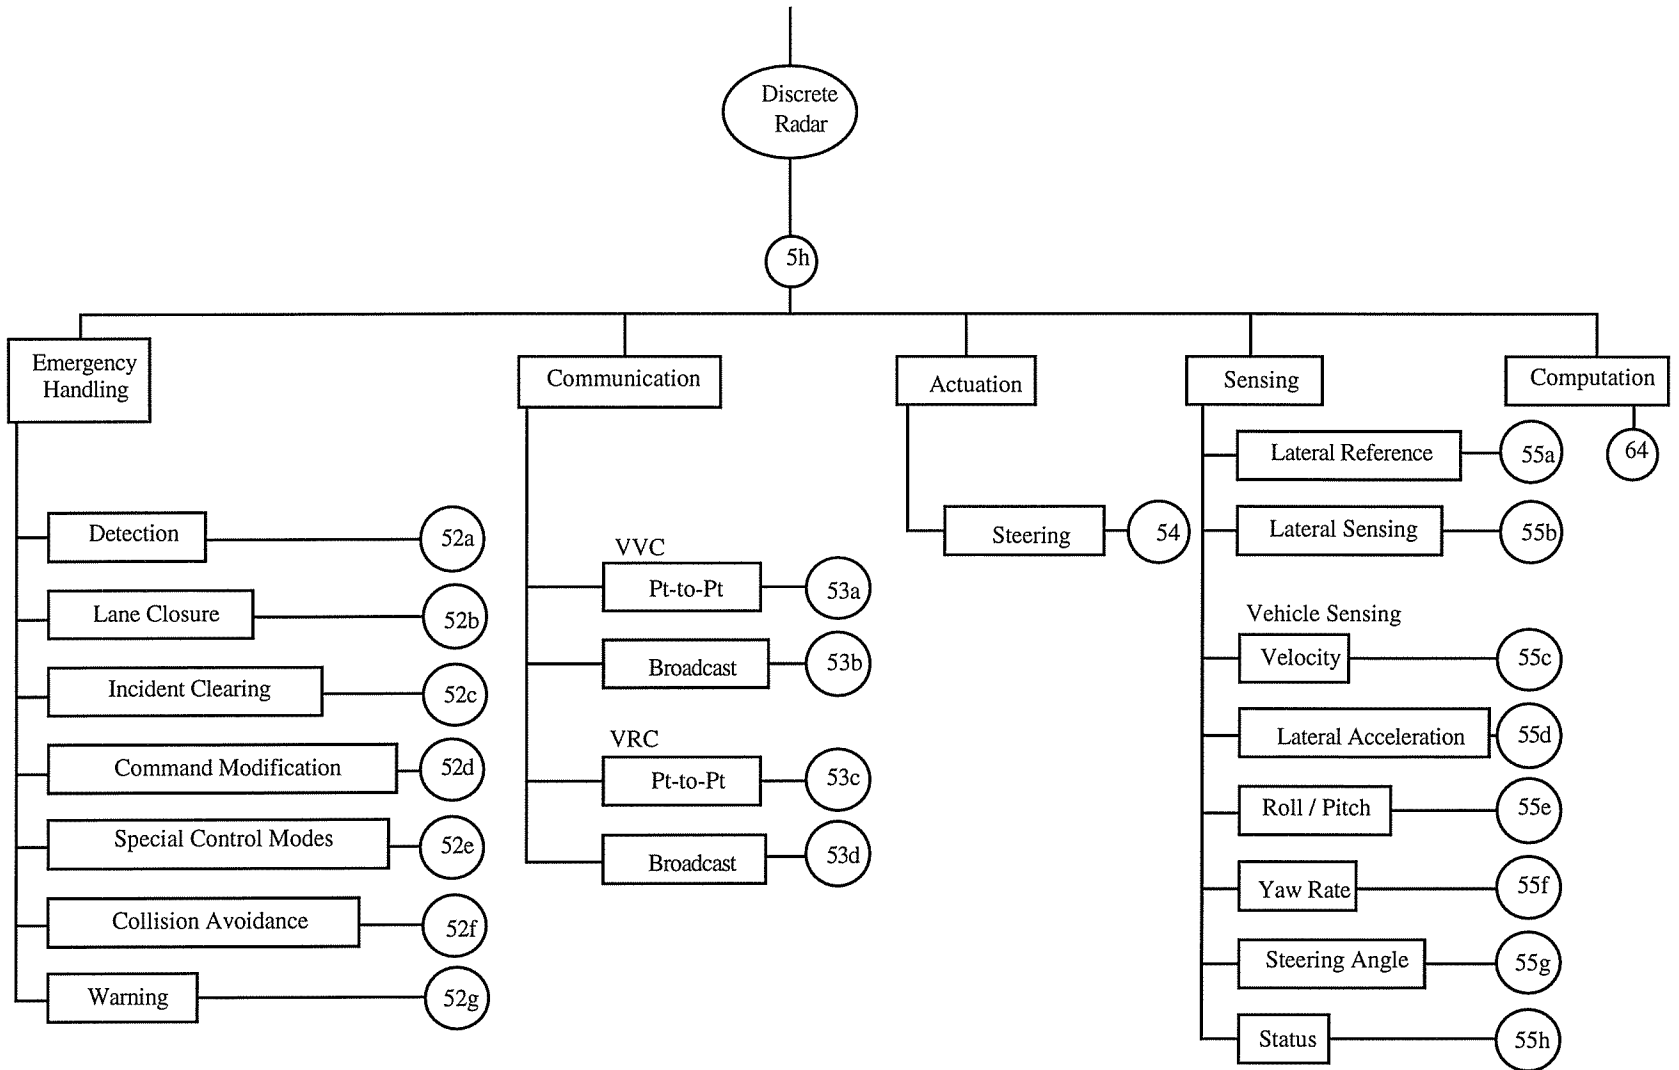 Discrete
Radar
5h
Emergency
Handling
Detection
52a
Lane Closure
52b
Incident Clearing
52c
Command Modification
52d
Special Control Modes
52e
Collision Avoidance
52f
Warning
52g
Communication
VVC
Pt-to-Pt
53a
Broadcast
53b
VRC
Pt-to-Pt
53c
Broadcast
53d
Actuation
Steering
54
Sensing
Lateral Reference
55a
Lateral Sensing
55b
Vehicle Sensing
Velocity
55c
Lateral Acceleration
55d
Roll / Pitch
55e
Yaw Rate
55f
Steering Angle
55g
Status
55h
Computation
64